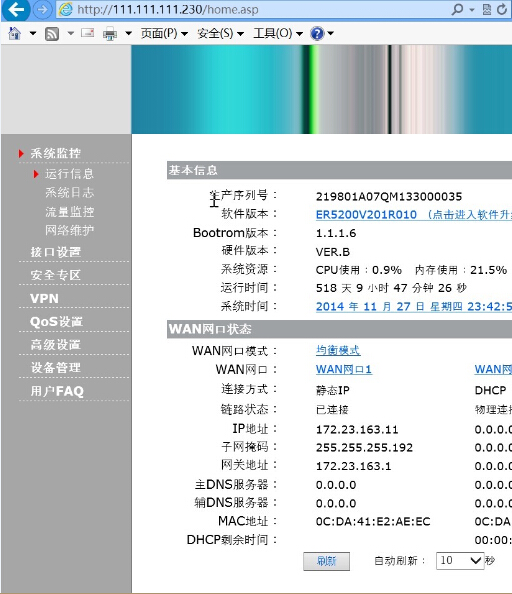 http://111.111.111.230/home.asp
页面(P) 安全(S) 工具(O)
系统监控
运行信息
系统日志
流量监控
网络维护
接口设置
安全专区
VPN
QoS设置
高级设置
设备管理
用户FAQ
基本信息
生产序列号： 219801A07QM133000035
软件版本： ER5200V201R010 （点击进入软件升
Bootrom版本： 1.1.1.6
硬件版本： VER.B
系统资源： CPU使用：0.9% 内存使用：21.5%
运行时间： 518 天 9 小时 47 分钟 26 秒
系统时间： 2014 年 11 月 27 日 星期四 23:42:5
WAN网口状态
WAN网口模式： 均衡模式
WAN网口： WAN网口1 WAN网
连接方式： 静态IP DHCP
链路状态： 已连接 物理连
IP地址： 172.23.163.11 0.0.0.
子网掩码： 255.255.255.192 0.0.0.
网关地址： 172.23.163.1 0.0.0.
主DNS服务器： 0.0.0.0 0.0.0.
辅DNS服务器： 0.0.0.0 0.0.0.
MAC地址： 0C:DA:41:E2:AE:EC 0C:DA
DHCP剩余时间： 00:00:
刷新 自动刷新： 10 秒